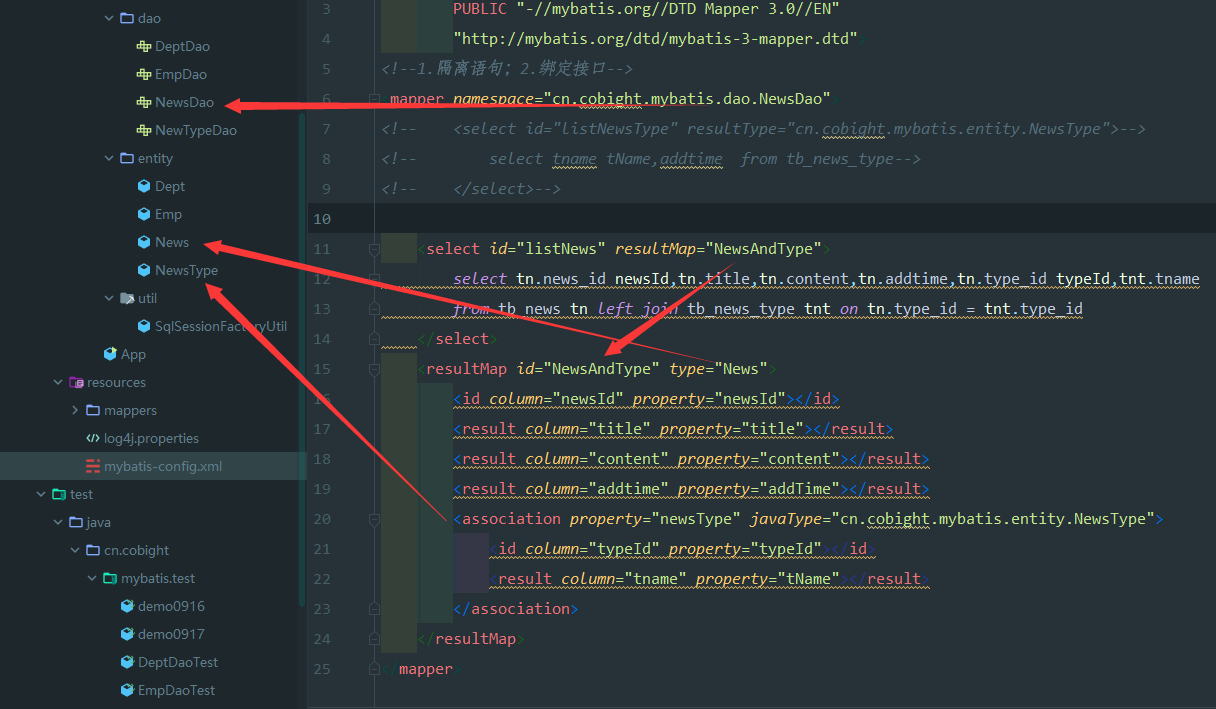 dao
DeptDao
EmpDao
NewsDao
NewTypeDao
entity
Dept
Emp
News
NewsType
util
SqlSessionFactoryUtil
App
resources
mappers
log4j.properties
mybatis-config.xml
test
java
cn.cobight
mybatis.test
demo0916
demo0917
DeptDaoTest
EmpDaoTest
3 PUBLIC "-//mybatis.org//DTD Mapper 3.0//EN"
4 "http://mybatis.org/dtd/mybatis-3-mapper.dtd"
5 <!--1.隔离语句；2.绑定接口-->
6 mapper namespace="cn.cobight.mybatis.dao.NewsDao"
7 <!-- <select id="listNewsType" resultType="cn.cobight.mybatis.entity.NewsType">-->
8 <!-- select tname tName,addtime from tb_news_type-->
9 <!-- </select>-->
10
11 <select id="listNews" resultMap="NewsAndType">
12 select tn.news_id newsId,tn.title,tn.content,tn.addtime,tn.type_id typeId,tnt.tname
13 from tb_news tn left join tb_news_type tnt on tn.type_id = tnt.type_id
14 </select>
15 <resultMap id="NewsAndType" type="News">
16 <id column="newsId" property="newsId"></id>
17 <result column="title" property="title"></result>
18 <result column="content" property="content"></result>
19 <result column="addtime" property="addTime"></result>
20 <association property="newsType" javaType="cn.cobight.mybatis.entity.NewsType">
21 <id column="typeId" property="typeId"></id>
22 <result column="tname" property="tName"></result>
23 </association>
24 </resultMap>
25 mapper